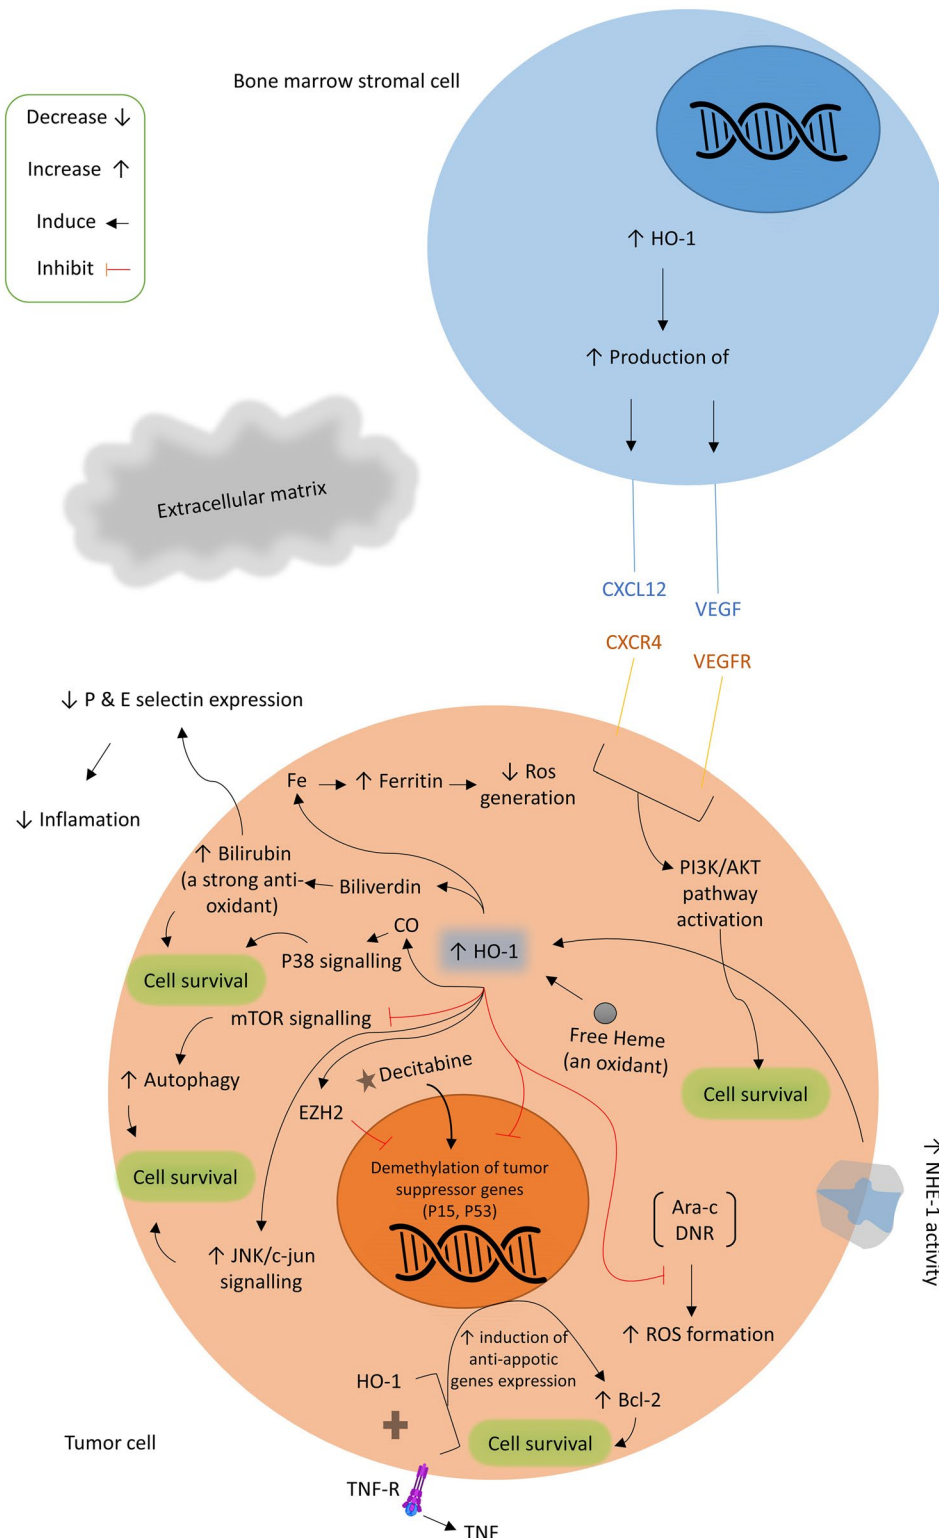 Bone marrow stromal cell
Decrease ↓
Increase ↑
Induce
Inhibit
↑ HO-1
↑ Production of
Extracellular matrix
CXCL12
VEGF
CXCR4
VEGFR
↓ P & E selectin expression
↓ Inflamation
Fe
↑ Ferritin
↓ Ros
generation
↑ Bilirubin
(a strong anti-
oxidant)
Biliverdin
PI3K/AKT
pathway
activation
CO
P38 signalling
↑ HO-1
Cell survival
mTOR signalling
Free Heme
(an oxidant)
↑ Autophagy
Decitabine
EZH2
Cell survival
Cell survival
Demethylation of tumor
suppressor genes
(P15, P53)
↑ NHE-1 activity
Ara-c
DNR
↑ JNK/c-jun
signalling
↑ ROS formation
↑ induction of
anti-appotic
genes expression
HO-1
↑ Bcl-2
Cell survival
Tumor cell
TNF-R
TNF